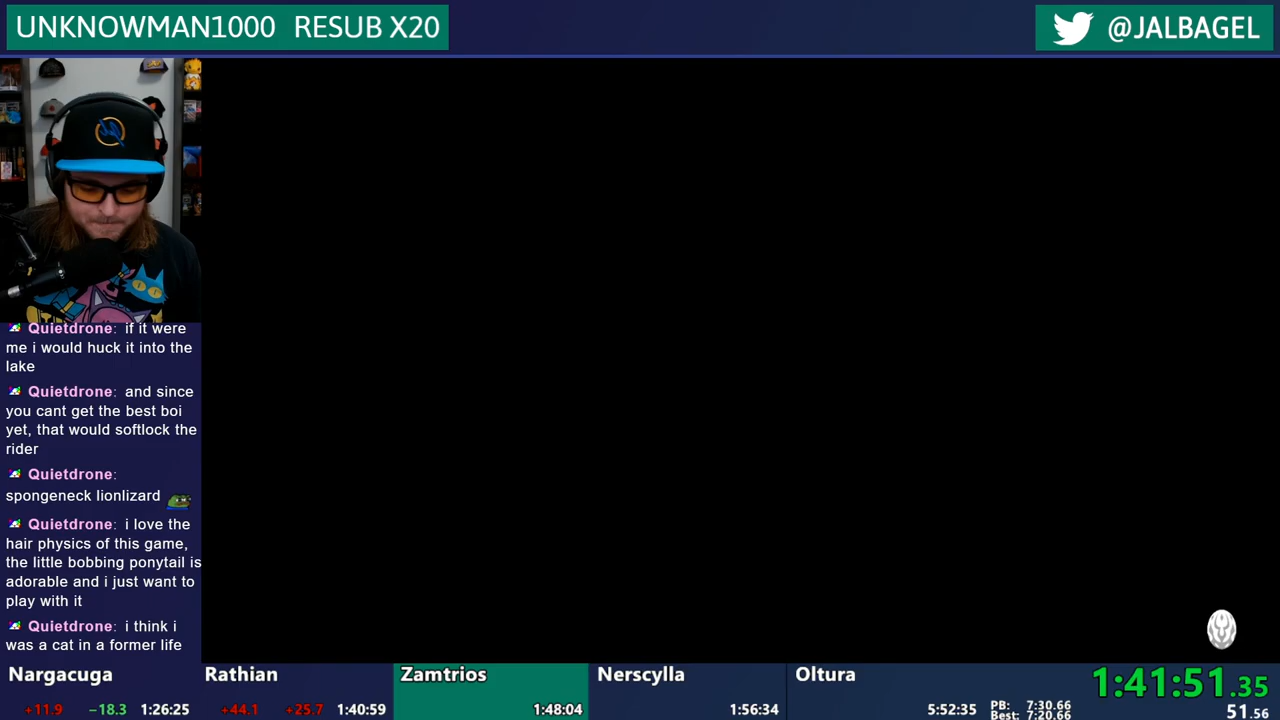 UNKNOWMAN1000 RESUB X20
@JALBAGEL
Quietdrone: if it were
me i would huck it into the
lake
Quietdrone: and since
you cant get the best boi
yet, that would softlock the
rider
Quietdrone:
spongeneck lionlizard
Quietdrone: i love the
hair physics of this game,
the little bobbing ponytail is
adorable and i just want to
play with it
Quietdrone: i think i
was a cat in a former life
Nargacuga
+11.9 −18.3 1:26:25
Rathian
+44.1 +25.7 1:40:59
Zamtrios
1:48:04
Nerscylla
1:56:34
Oltura
5:52:35
1:41:51.35
PB: 7:30.66
Best: 7:20.66
51.56